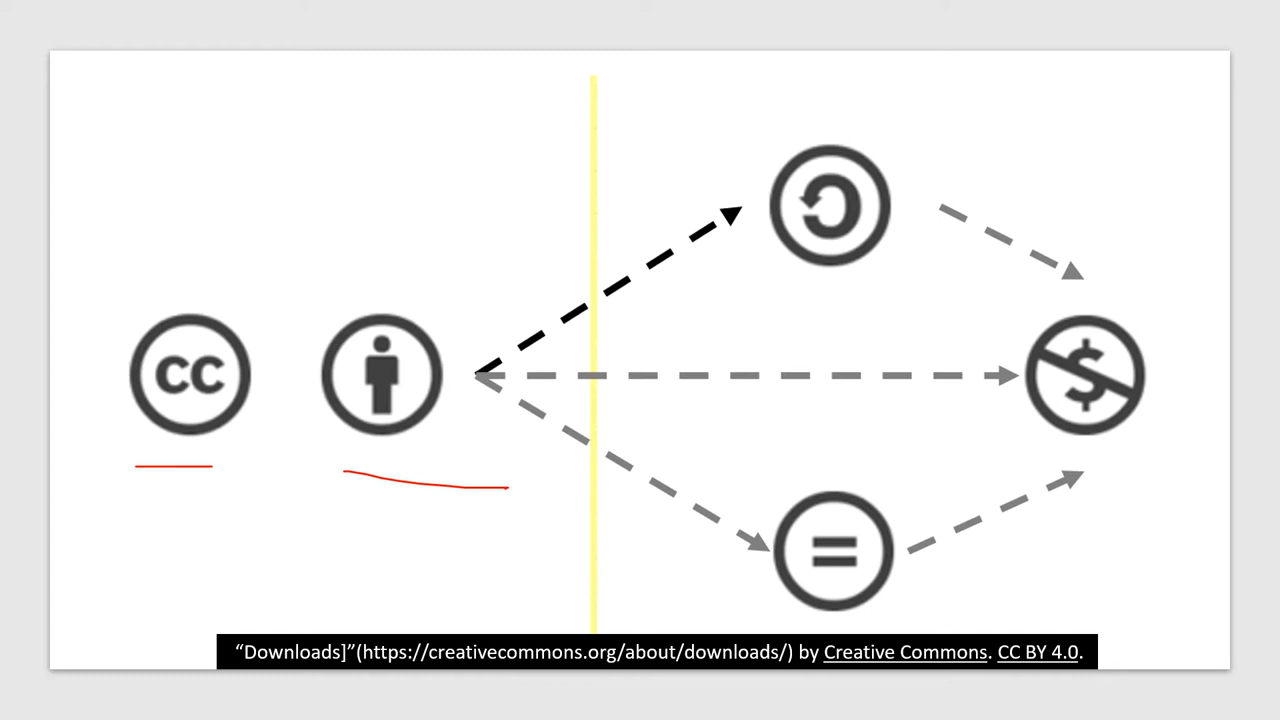 CC
$
=
“Downloads]”(https://creativecommons.org/about/downloads/) by Creative Commons. CC BY 4.0.